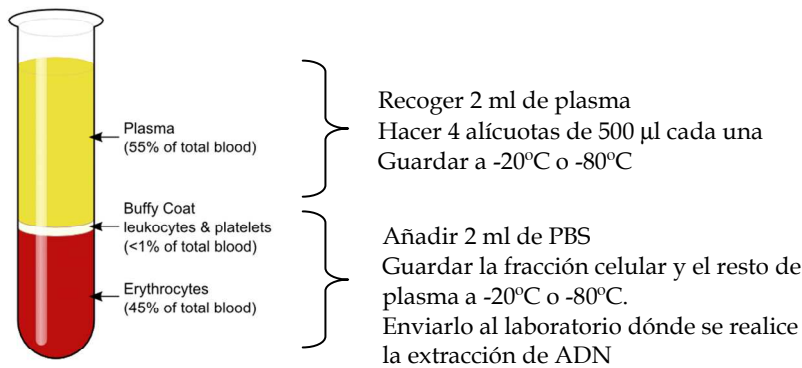 Plasma
(55% of total blood)
Buffy Coat
leukocytes & platelets
(<1% of total blood)
Erythrocytes
(45% of total blood)
Recoger 2 ml de plasma
Hacer 4 alícuotas de 500 µl cada una
Guardar a -20ºC o -80ºC
Añadir 2 ml de PBS
Guardar la fracción celular y el resto de
plasma a -20ºC o -80ºC.
Enviarlo al laboratorio dónde se realice
la extracción de ADN